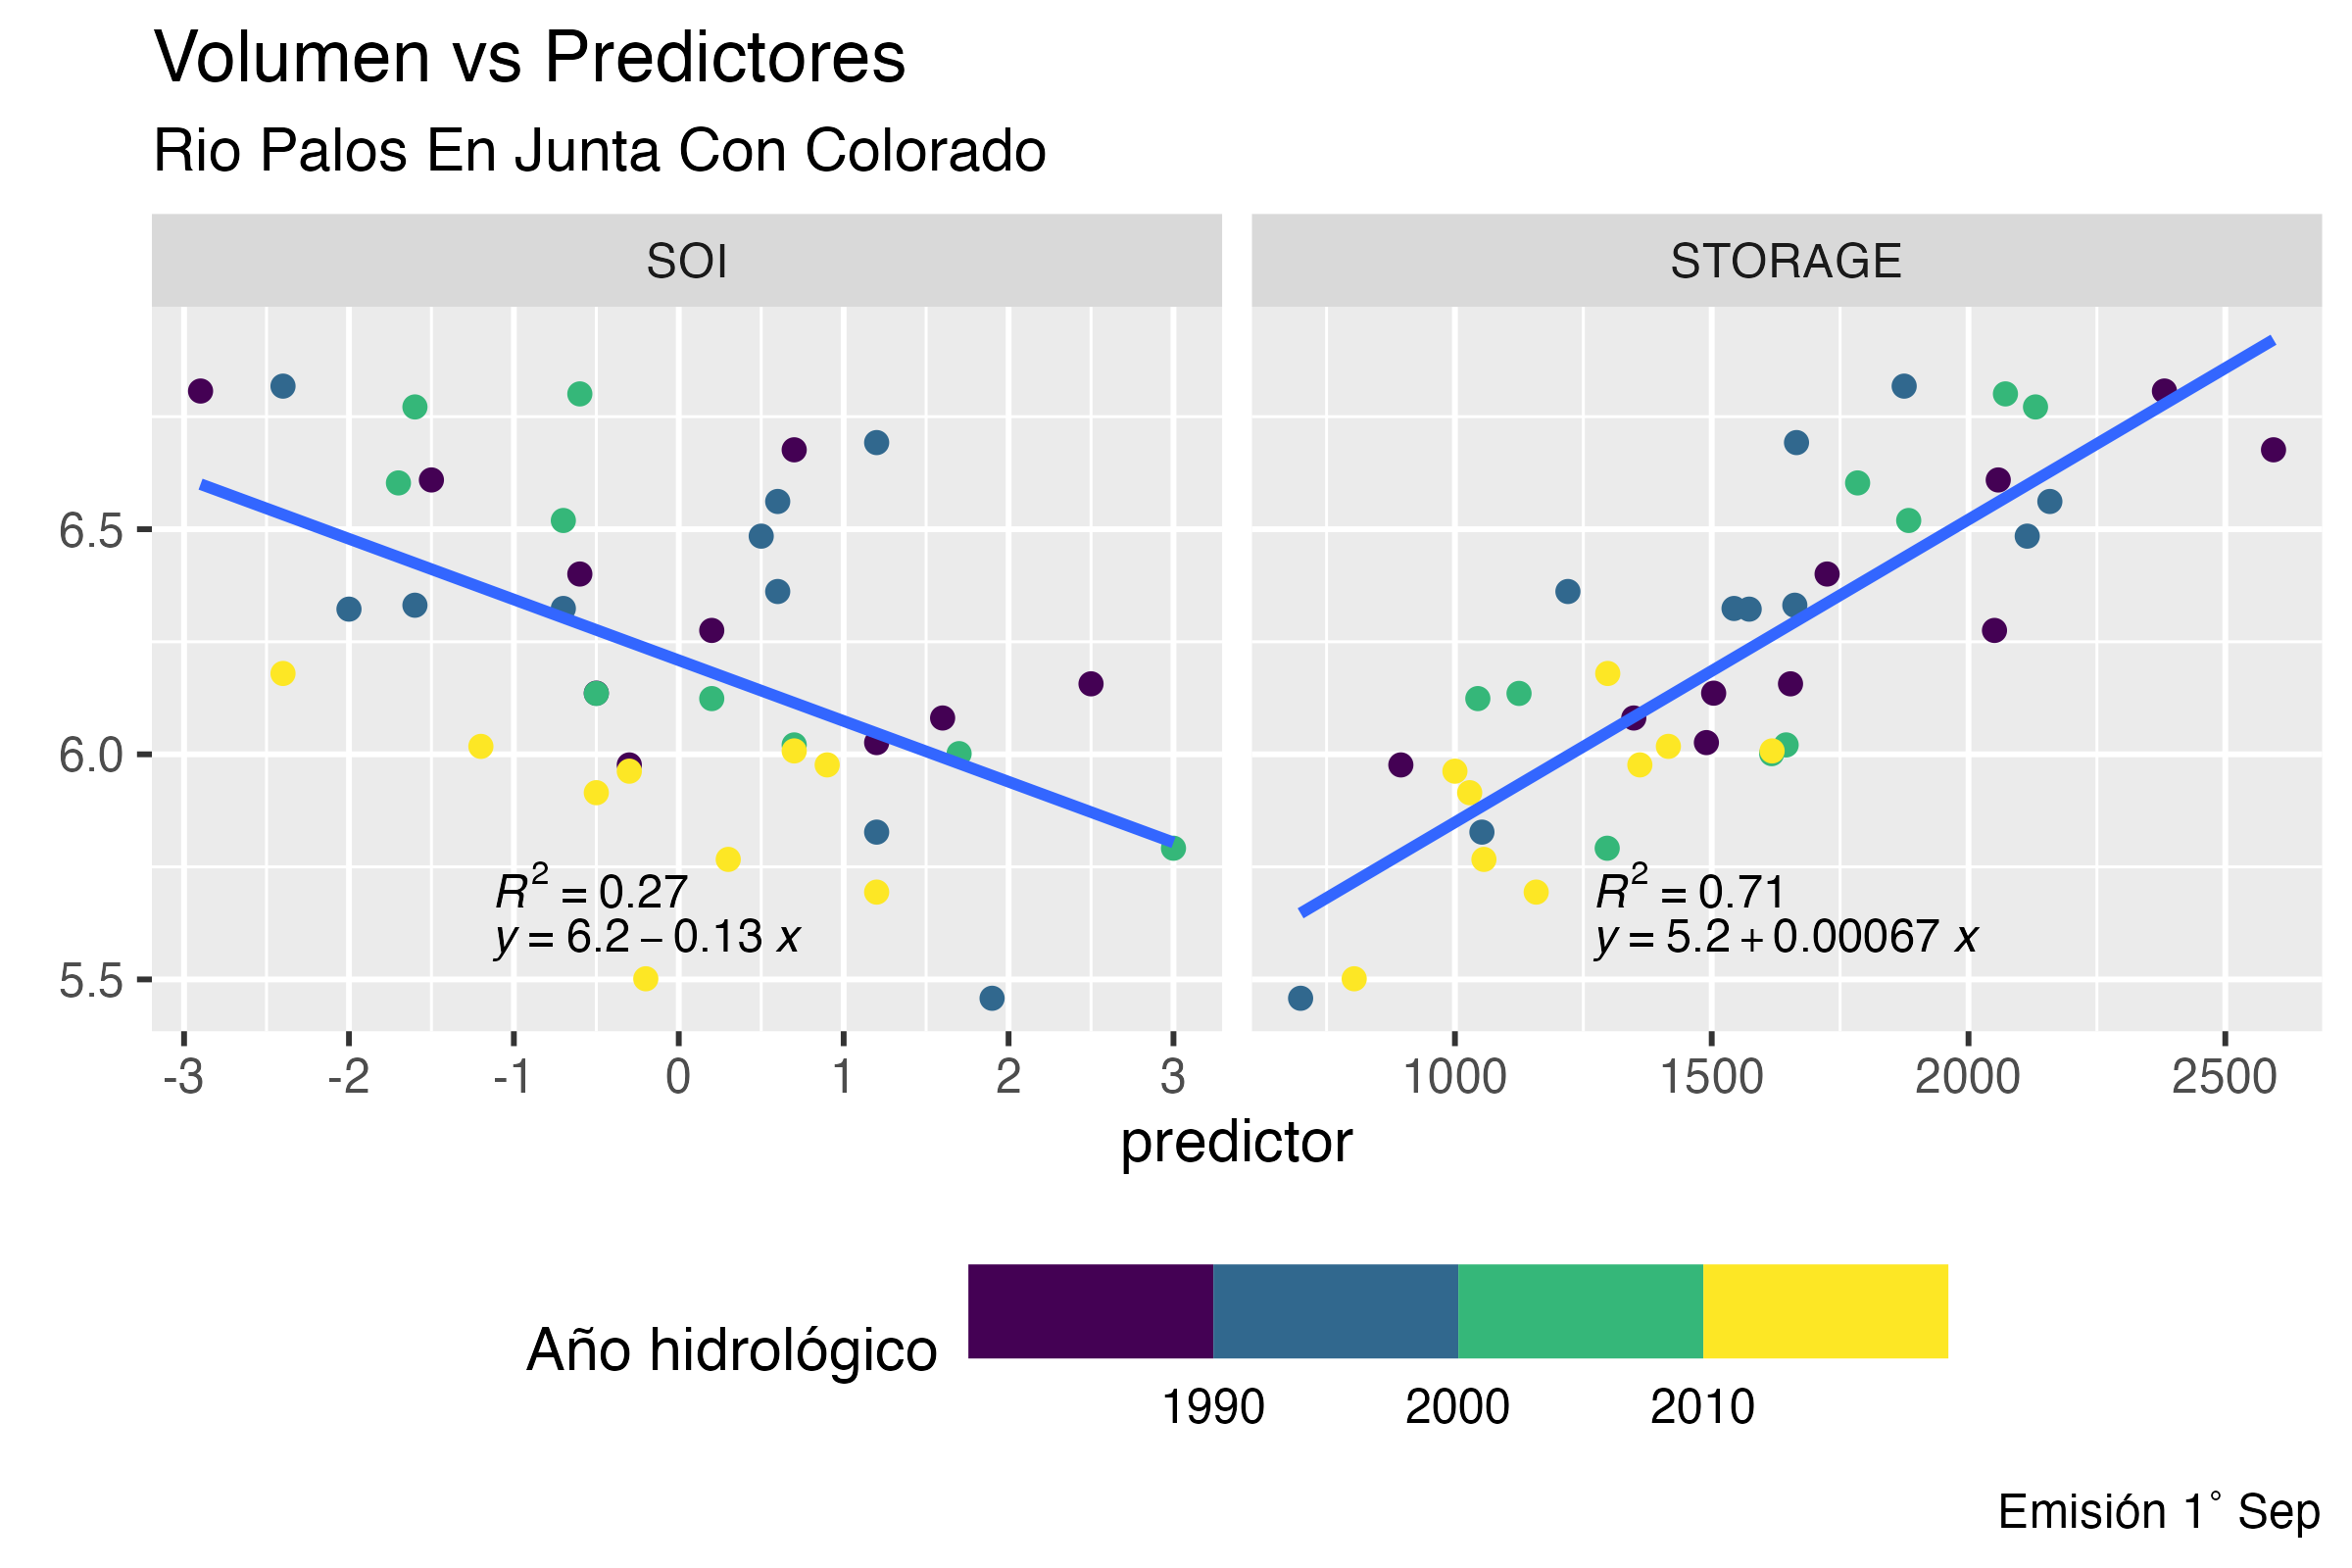 Volumen vs Predictores
Rio Palos En Junta Con Colorado
SOI STORAGE
6.5
6.0
5.5
R² = 0.27
y = 6.2 − 0.13 x
R² = 0.71
y = 5.2 + 0.00067 x
-3 -2 -1 0 1 2 3 1000 1500 2000 2500
predictor
Año hidrológico
1990 2000 2010
Emisión 1° Sep